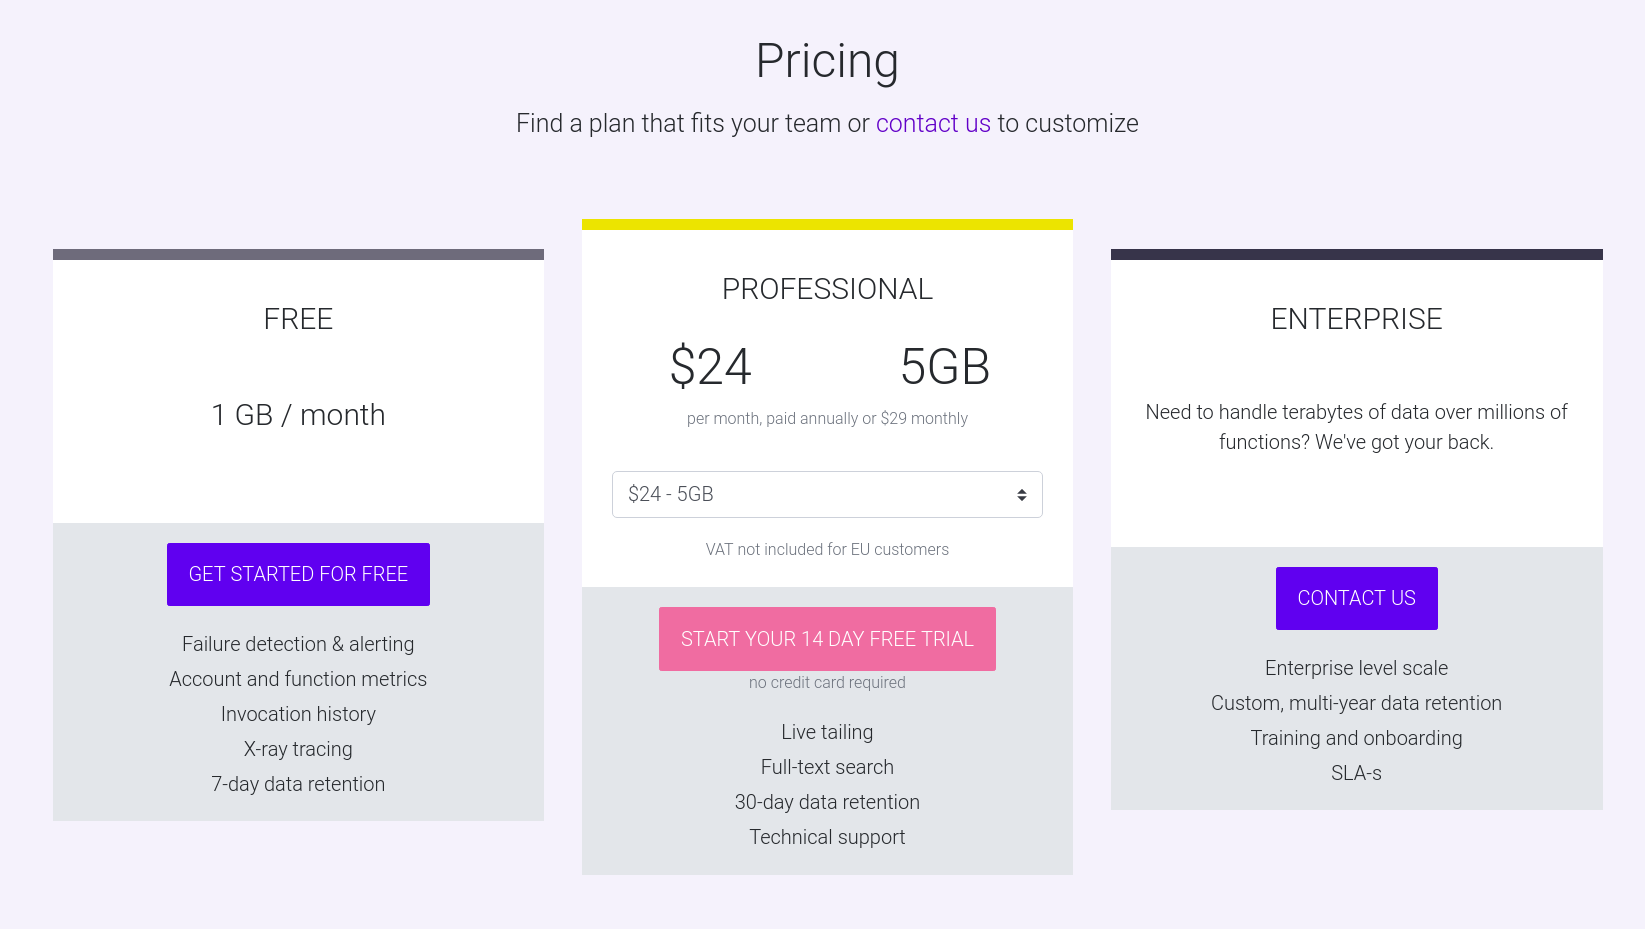 Pricing
Find a plan that fits your team or contact us to customize
FREE
1 GB / month
GET STARTED FOR FREE
Failure detection & alerting
Account and function metrics
Invocation history
X-ray tracing
7-day data retention
PROFESSIONAL
$24 5GB
per month, paid annually or $29 monthly
$24 - 5GB
VAT not included for EU customers
START YOUR 14 DAY FREE TRIAL
no credit card required
Live tailing
Full-text search
30-day data retention
Technical support
ENTERPRISE
Need to handle terabytes of data over millions of
functions? We've got your back.
CONTACT US
Enterprise level scale
Custom, multi-year data retention
Training and onboarding
SLA-s